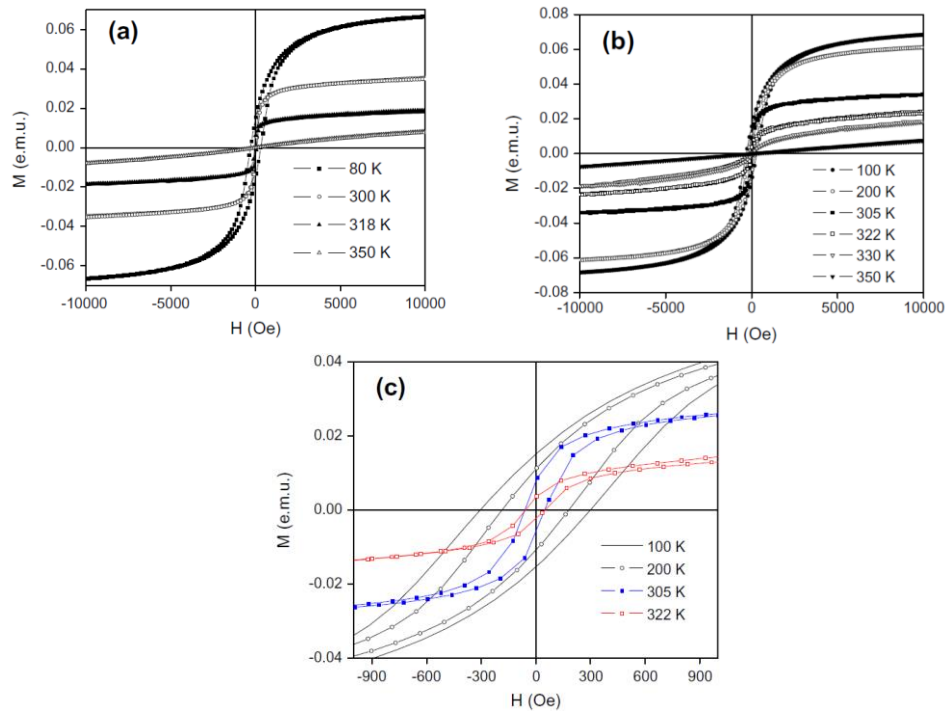 (a)
M (e.m.u.)
0.06
0.04
0.02
0.00
-0.02
-0.04
-0.06
-10000 -5000 0 5000 10000
H (Oe)
80 K
300 K
318 K
350 K
(b)
M (e.m.u.)
0.08
0.06
0.04
0.02
0.00
-0.02
-0.04
-0.06
-0.08
-10000 -5000 0 5000 10000
H (Oe)
100 K
200 K
305 K
322 K
330 K
350 K
(c)
M (e.m.u.)
0.04
0.02
0.00
-0.02
-0.04
-900 -600 -300 0 300 600 900
H (Oe)
100 K
200 K
305 K
322 K